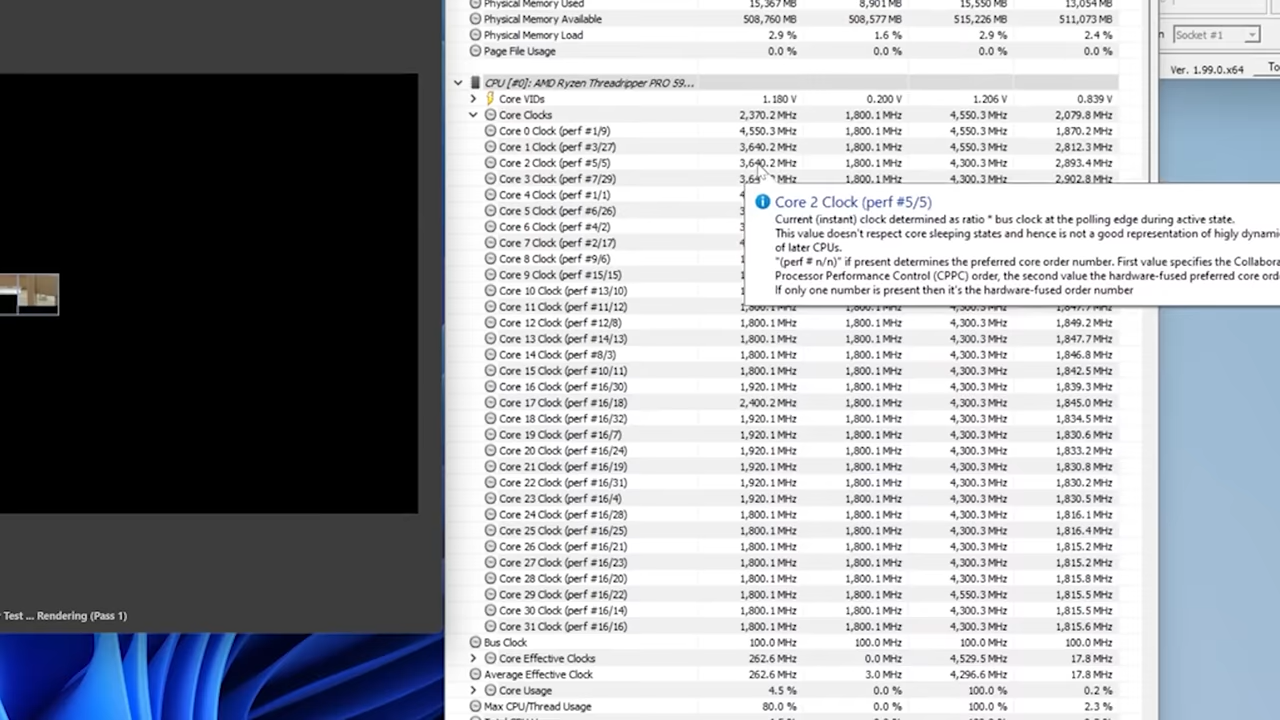 Physical Memory Used 15,367 MB 8,901 MB 15,550 MB 13,054 MB
Physical Memory Available 508,760 MB 508,577 MB 515,226 MB 511,073 MB
Physical Memory Load 2.9 % 1.6 % 2.9 % 2.4 %
Socket #1
Page File Usage 0.0 % 0.0 % 0.0 % 0.0 %
Ver. 1.99.0.x64
CPU [#0]: AMD Ryzen Threadripper PRO 59...
Core VIDs 1.180 V 0.200 V 1.206 V 0.839 V
Core Clocks 2,370.2 MHz 1,800.1 MHz 4,550.3 MHz 2,079.8 MHz
Core 0 Clock (perf #1/9) 4,550.3 MHz 1,800.1 MHz 4,550.3 MHz 1,870.2 MHz
Core 1 Clock (perf #3/27) 3,640.2 MHz 1,800.1 MHz 4,550.3 MHz 2,812.3 MHz
Core 2 Clock (perf #5/5) 3,640.2 MHz 1,800.1 MHz 4,300.3 MHz 2,893.4 MHz
Core 3 Clock (perf #7/29) 1,800.1 MHz 4,300.3 MHz 2,902.8 MHz
Core 4 Clock (perf #1/1)
Core 5 Clock (perf #6/26)
Core 6 Clock (perf #4/2)
Core 7 Clock (perf #2/17)
Core 8 Clock (perf #9/6)
Core 9 Clock (perf #15/15)
Core 10 Clock (perf #13/10)
Core 2 Clock (perf #5/5)
Current (instant) clock determined as ratio * bus clock at the polling edge during active state.
This value doesn't respect core sleeping states and hence is not a good representation of higly
of later CPUs.
"(perf # n/n)" if present determines the preferred core order number. First value specifies the
Processor Performance Control (CPPC) order, the second value the hardware-fused preferred core
If only one number is present then it's the hardware-fused order number
Core 11 Clock (perf #11/12)
Core 12 Clock (perf #12/8) 1,800.1 MHz 1,800.1 MHz 4,300.3 MHz 1,849.2 MHz
Core 13 Clock (perf #14/13) 1,800.1 MHz 1,800.1 MHz 4,300.3 MHz 1,847.7 MHz
Core 14 Clock (perf #8/3) 1,800.1 MHz 1,800.1 MHz 4,300.3 MHz 1,846.8 MHz
Core 15 Clock (perf #10/11) 1,800.1 MHz 1,800.1 MHz 4,300.3 MHz 1,842.5 MHz
Core 16 Clock (perf #16/30) 1,920.1 MHz 1,800.1 MHz 4,300.3 MHz 1,839.3 MHz
Core 17 Clock (perf #16/18) 2,400.2 MHz 1,800.1 MHz 4,300.3 MHz 1,845.0 MHz
Core 18 Clock (perf #16/32) 1,920.1 MHz 1,800.1 MHz 4,300.3 MHz 1,834.5 MHz
Core 19 Clock (perf #16/7) 1,920.1 MHz 1,800.1 MHz 4,300.3 MHz 1,830.6 MHz
Core 20 Clock (perf #16/24) 1,920.1 MHz 1,800.1 MHz 4,300.3 MHz 1,833.2 MHz
Core 21 Clock (perf #16/19) 1,920.1 MHz 1,800.1 MHz 4,300.3 MHz 1,830.8 MHz
Core 22 Clock (perf #16/31) 1,920.1 MHz 1,800.1 MHz 4,300.3 MHz 1,830.2 MHz
Core 23 Clock (perf #16/4) 1,920.1 MHz 1,800.1 MHz 4,300.3 MHz 1,830.5 MHz
Core 24 Clock (perf #16/28) 1,800.1 MHz 1,800.1 MHz 4,300.3 MHz 1,816.1 MHz
Core 25 Clock (perf #16/25) 1,800.1 MHz 1,800.1 MHz 4,300.3 MHz 1,816.4 MHz
Core 26 Clock (perf #16/21) 1,800.1 MHz 1,800.1 MHz 4,300.3 MHz 1,815.2 MHz
Core 27 Clock (perf #16/23) 1,800.1 MHz 1,800.1 MHz 4,300.3 MHz 1,815.2 MHz
Core 28 Clock (perf #16/20) 1,800.1 MHz 1,800.1 MHz 4,300.3 MHz 1,815.8 MHz
Core 29 Clock (perf #16/22) 1,800.1 MHz 1,800.1 MHz 4,550.3 MHz 1,815.5 MHz
Core 30 Clock (perf #16/14) 1,800.1 MHz 1,800.1 MHz 4,300.3 MHz 1,815.5 MHz
Test ... Rendering (Pass 1)
Core 31 Clock (perf #16/16) 1,800.1 MHz 1,800.1 MHz 4,300.3 MHz 1,815.6 MHz
Bus Clock 100.0 MHz 100.0 MHz 100.0 MHz 100.0 MHz
Core Effective Clocks 262.6 MHz 0.0 MHz 4,529.5 MHz 17.8 MHz
Average Effective Clock 262.6 MHz 3.0 MHz 4,296.6 MHz 17.8 MHz
Core Usage 4.5 % 0.0 % 100.0 % 0.2 %
Max CPU/Thread Usage 80.0 % 0.0 % 100.0 % 2.3 %